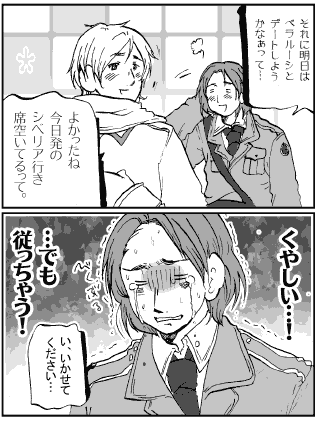 それに明日は
ベラルーシと
デートしよう
かなあって…
よかったね
今日発の
シベリア行き
席空いてるって。
くやしい…!
…でも
従っちゃう!
い、いかせて
ください…